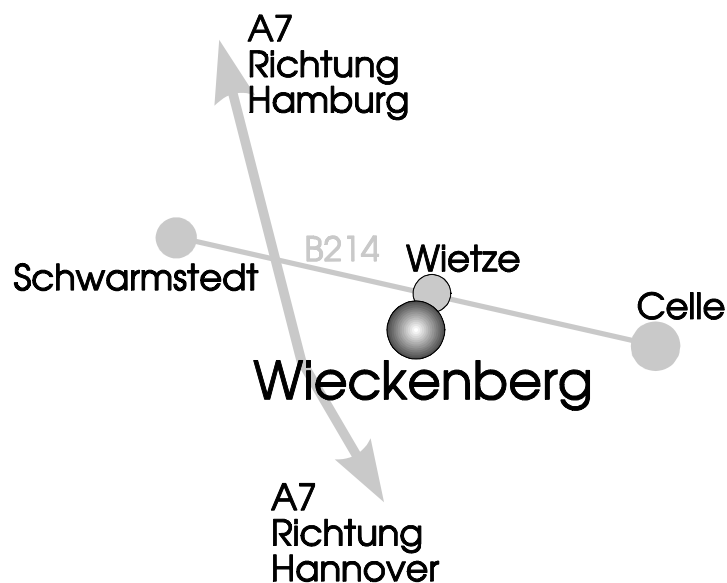 A7
Richtung
Hamburg
B214
Wietze
Schwarmstedt
Celle
Wieckenberg
A7
Richtung
Hannover